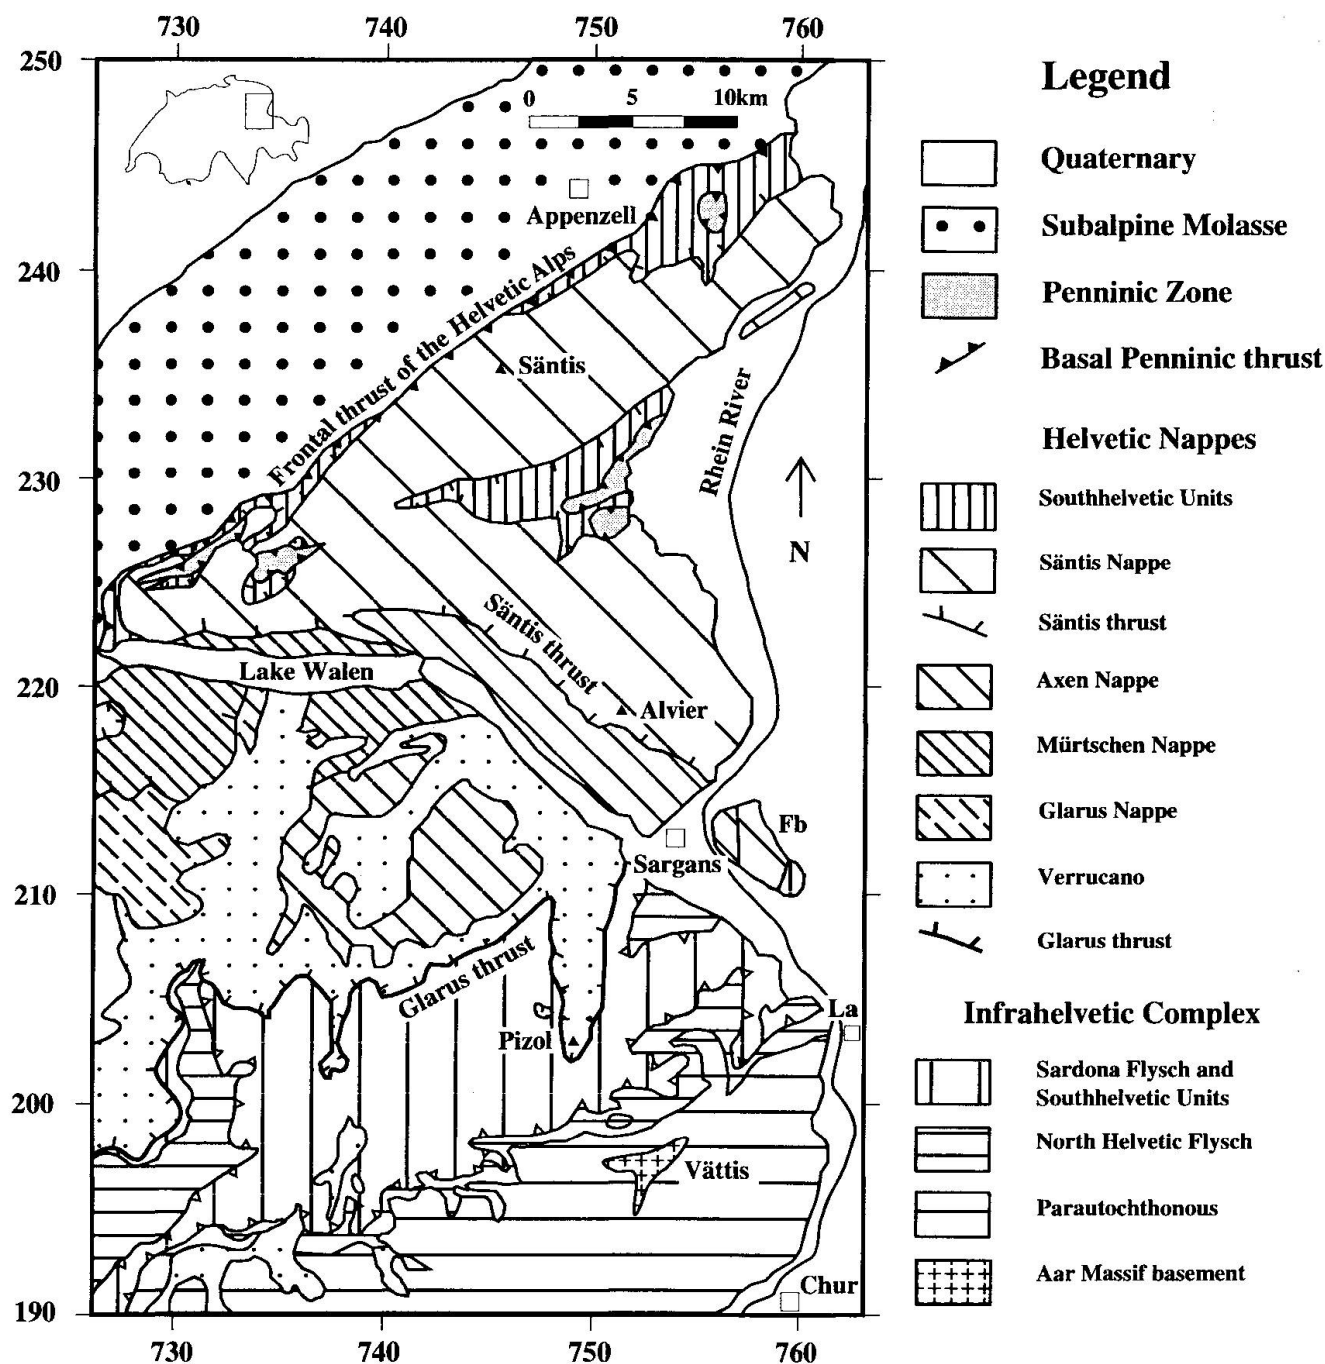 730 740 750 760
250
240
230
220
210
200
190
730 740 750 760
0 5 10km
Appenzell
Frontal thrust of the Helvetic Alps
Säntis
Rhein River
N
Säntis thrust
Lake Walen
Alvier
Fb
Sargans
Glarus thrust
La
Pizol
Vättis
Chur
Legend
Quaternary
Subalpine Molasse
Penninic Zone
Basal Penninic thrust
Helvetic Nappes
Southhelvetic Units
Säntis Nappe
Säntis thrust
Axen Nappe
Mürtschen Nappe
Glarus Nappe
Verrucano
Glarus thrust
Infrahelvetic Complex
Sardona Flysch and
Southhelvetic Units
North Helvetic Flysch
Parautochthonous
Aar Massif basement